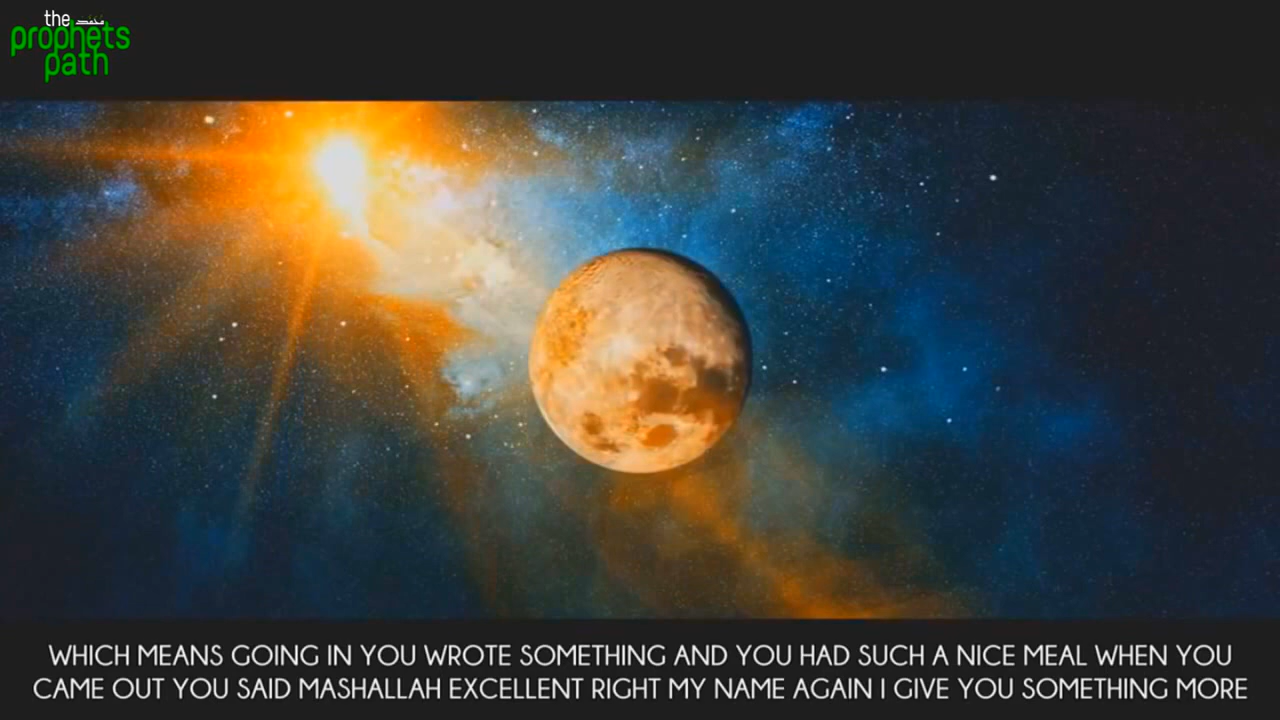 the
prophets
path
WHICH MEANS GOING IN YOU WROTE SOMETHING AND YOU HAD SUCH A NICE MEAL WHEN YOU
CAME OUT YOU SAID MASHALLAH EXCELLENT RIGHT MY NAME AGAIN I GIVE YOU SOMETHING MORE